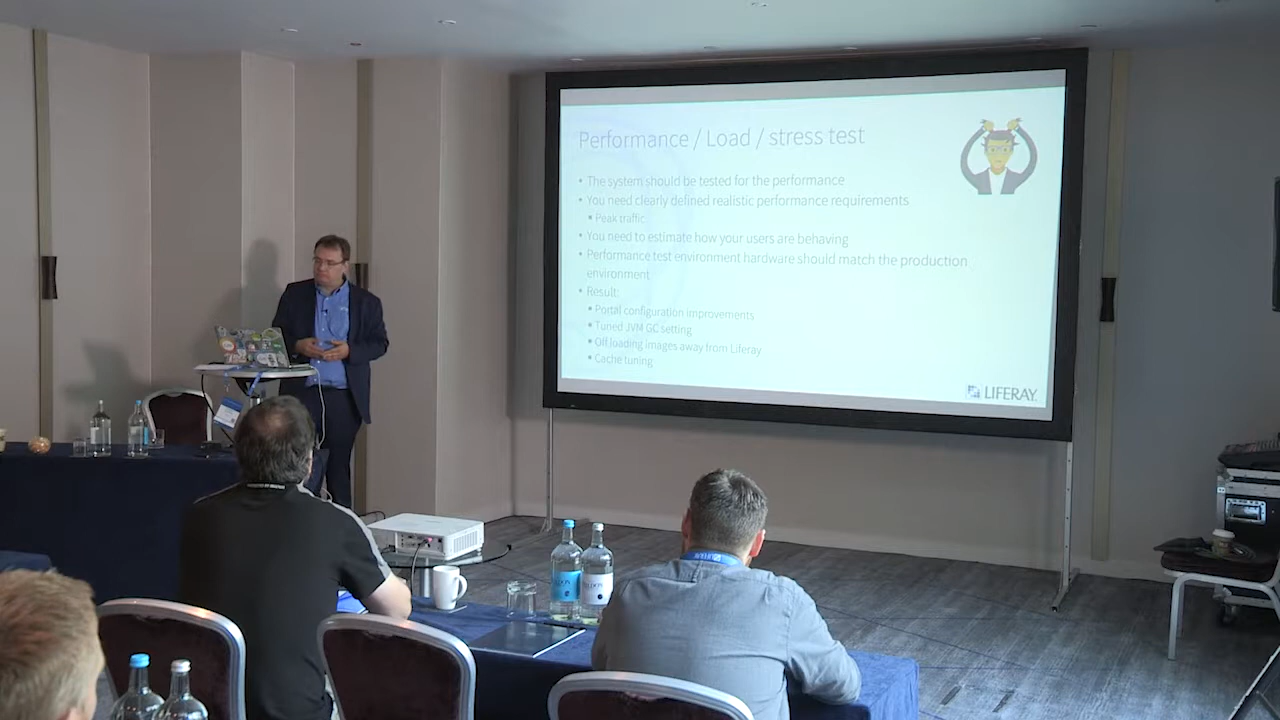 Performance / Load / stress test
• The system should be tested for the performance
• You need clearly defined realistic performance requirements
▪ Peak traffic
• You need to estimate how your users are behaving
• Performance test environment hardware should match the production
environment
• Result:
▪ Portal configuration improvements
▪ Tuned JVM GC setting
▪ Off loading images away from Liferay
▪ Cache tuning
LIFERAY